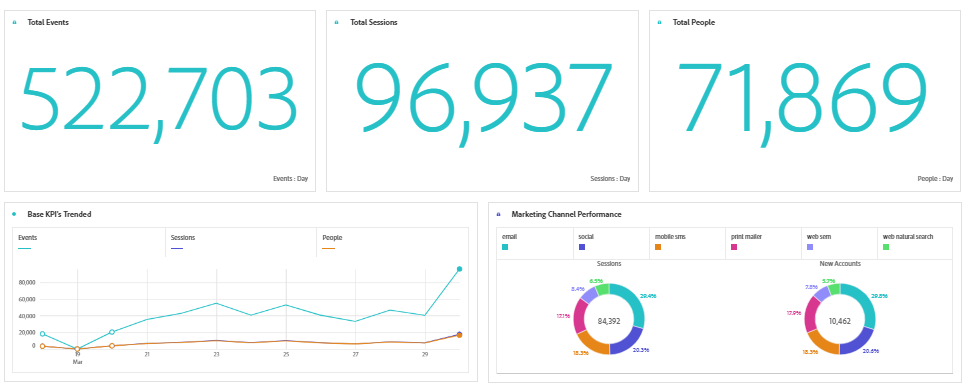 Total Events
522,703
Events : Day
Total Sessions
96,937
Sessions : Day
Total People
71,869
People : Day
Base KPI's Trended
Events
Sessions
People
80,000
60,000
40,000
20,000
0
19
21
23
25
27
29
Mar
Marketing Channel Performance
email
social
mobile sms
print mailer
web sem
web natural search
Sessions
84,392
29.4%
20.3%
18.3%
17.1%
8.4%
6.5%
New Accounts
10,462
29.8%
20.6%
18.3%
17.9%
7.8%
5.7%